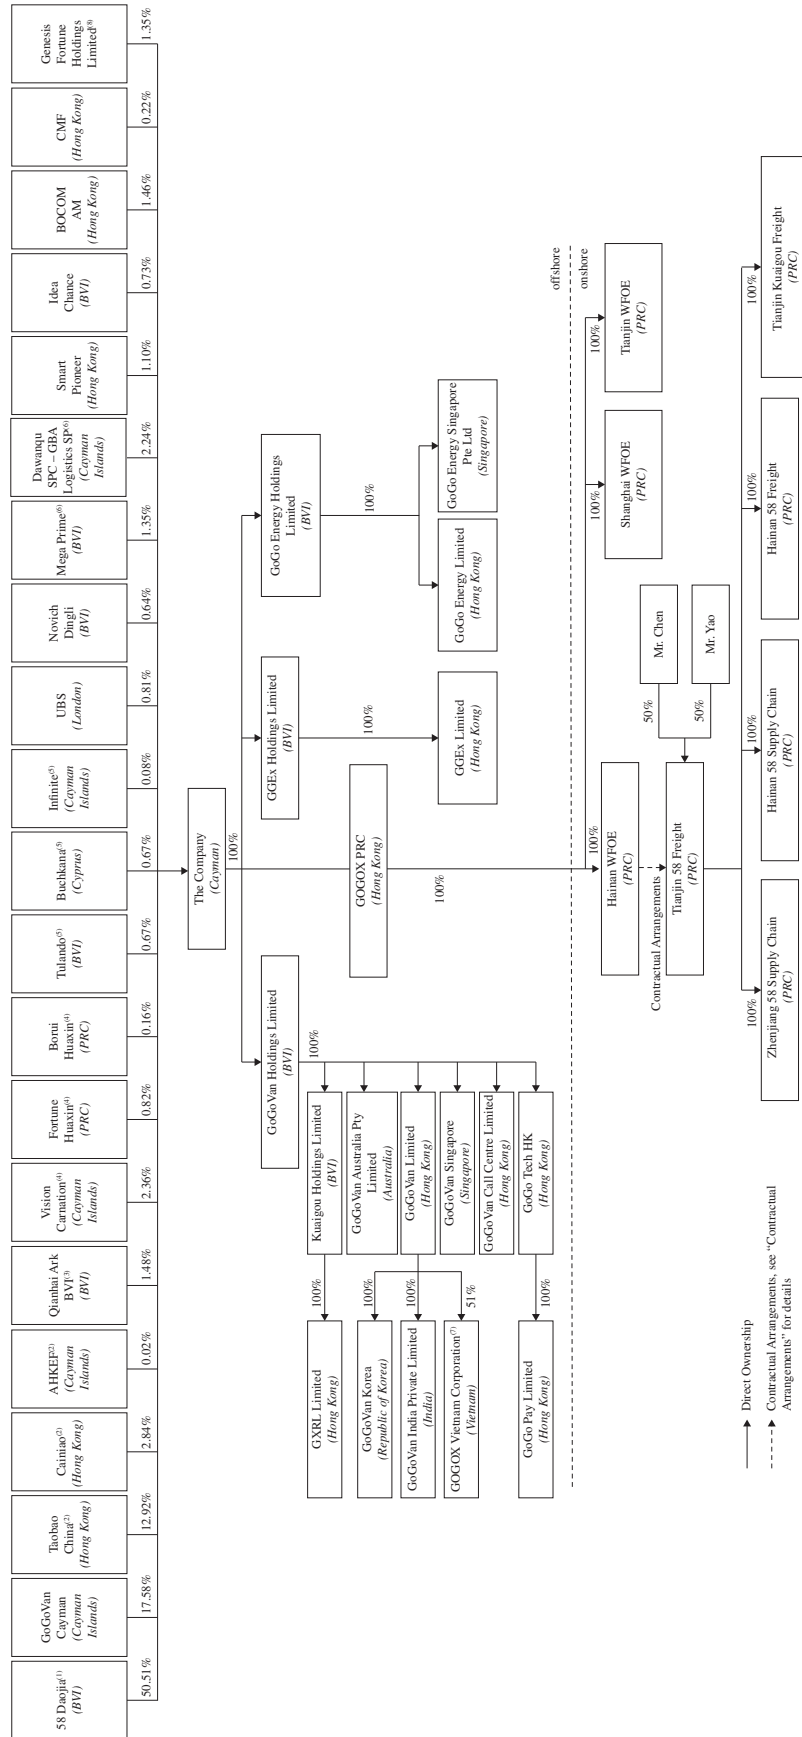 58 Daojia(1)
(BVI)
50.51%
GoGoVan
Cayman
(Cayman
Islands)
17.58%
Taobao
China(2)
(Hong Kong)
12.92%
Cainiao(2)
(Hong Kong)
2.84%
AHKEF(2)
(Cayman
Islands)
0.02%
Qianhai Ark
BVI(3)
(BVI)
1.48%
Vision
Carnation(4)
(Cayman
Islands)
2.36%
Fortune
Huaxin(4)
(PRC)
0.82%
Borui
Huaxin(4)
(PRC)
0.16%
Tulando(5)
(BVI)
0.67%
Buchkana(5)
(Cyprus)
0.67%
Infinite(5)
(Cayman
Islands)
0.08%
UBS
(London)
0.81%
Novich
Dingli
(BVI)
0.64%
Mega Prime(6)
(BVI)
1.35%
Dawanqu
SPC – GBA
Logistics SP(6)
(Cayman
Islands)
2.24%
Smart
Pioneer
(Hong Kong)
1.10%
Idea
Chance
(BVI)
0.73%
BOCOM
AM
(Hong Kong)
1.46%
CMF
(Hong Kong)
0.22%
Genesis
Fortune
Holdings
Limited(8)
1.35%
The Company
(Cayman)
100%
GoGoVan Holdings Limited
(BVI)
100%
GGEx Holdings Limited
(BVI)
100%
GoGo Energy Holdings
Limited
(BVI)
100%
Kuaigou Holdings Limited
(BVI)
GoGoVan Australia Pty
Limited
(Australia)
GoGoVan Limited
(Hong Kong)
GoGoVan Singapore
(Singapore)
GoGoVan Call Centre Limited
(Hong Kong)
GoGo Tech HK
(Hong Kong)
100%
100%
100%
51%
100%
GXRL Limited
(Hong Kong)
GoGoVan Korea
(Republic of Korea)
GoGoVan India Private Limited
(India)
GOGOX Vietnam Corporation(7)
(Vietnam)
GoGo Pay Limited
(Hong Kong)
GOGOX PRC
(Hong Kong)
100%
GGEx Limited
(Hong Kong)
GoGo Energy Limited
(Hong Kong)
GoGo Energy Singapore
Pte Ltd
(Singapore)
offshore
onshore
100%
100%
100%
Hainan WFOE
(PRC)
Shanghai WFOE
(PRC)
Tianjin WFOE
(PRC)
Contractual Arrangements
Tianjin 58 Freight
(PRC)
50%
50%
Mr. Chen
Mr. Yao
100%
100%
100%
100%
Zhenjiang 58 Supply Chain
(PRC)
Hainan 58 Supply Chain
(PRC)
Hainan 58 Freight
(PRC)
Tianjin Kuaigou Freight
(PRC)
Direct Ownership
Contractual Arrangements, see “Contractual
Arrangements” for details